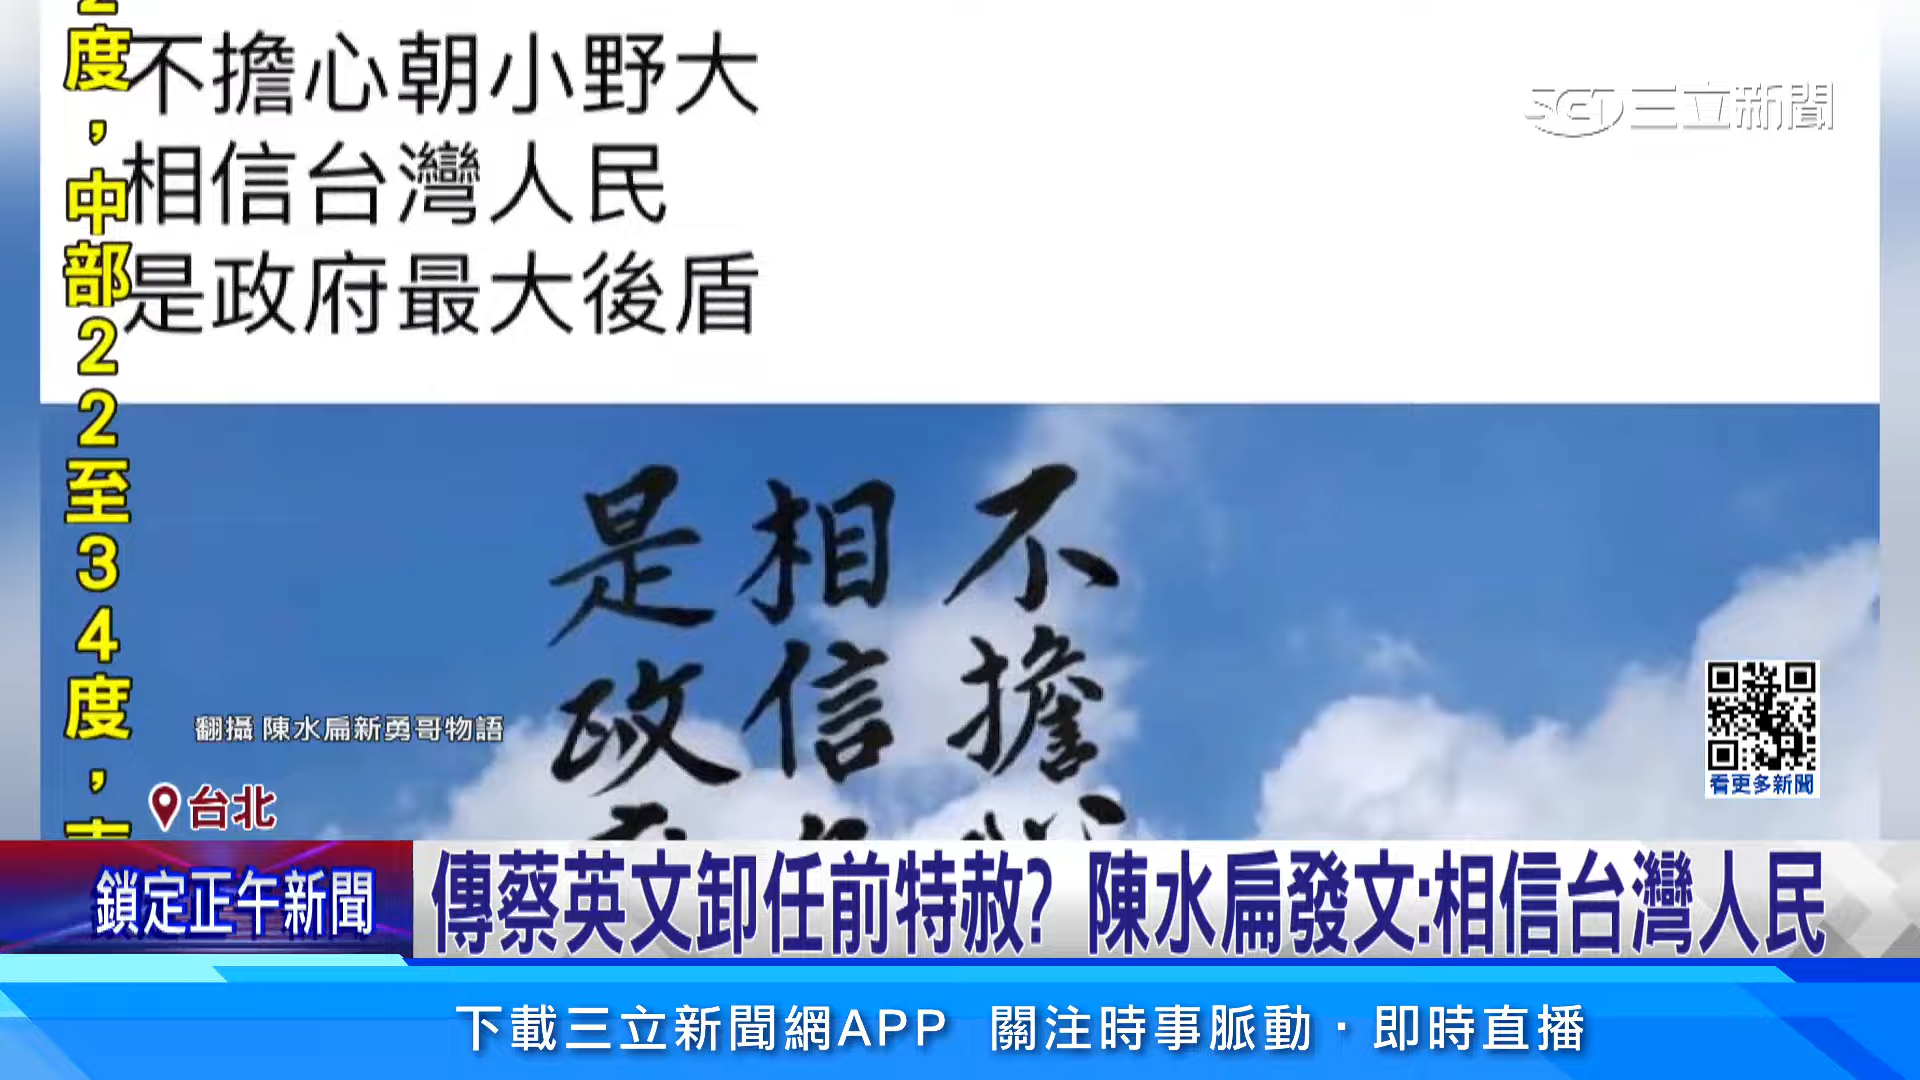 不擔心朝小野大
相信台灣人民
是政府最大後盾
SET三立新聞
度，中部22至34度，
不擔
相信
是政
翻攝 陳水扁新勇哥物語
看更多新聞
台北
鎖定正午新聞
傳蔡英文卸任前特赦? 陳水扁發文:相信台灣人民
下載三立新聞網APP 關注時事脈動·即時直播